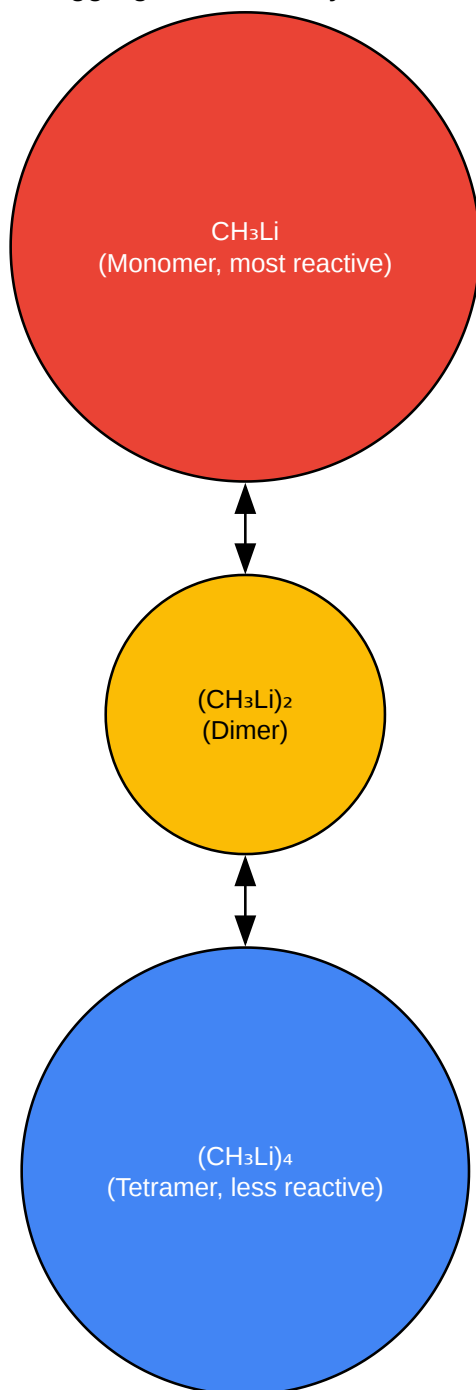 CH₃Li
(Monomer, most reactive)
(CH₃Li)₂
(Dimer)
(CH₃Li)₄
(Tetramer, less reactive)